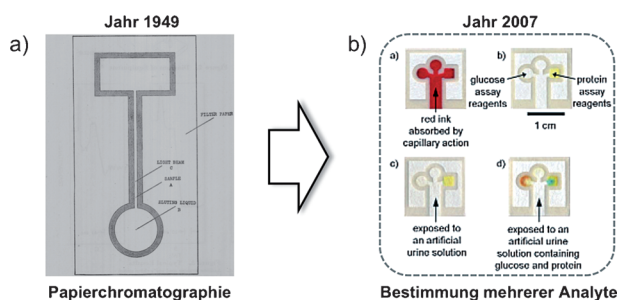 Jahr 1949
Jahr 2007
a)
b)
FILTER PAPER
LIGHT BEAM
C
SAMPLE
A
ELUTING LIQUID
B
a)
b)
glucose
assay
reagents
protein
assay
reagents
red ink
absorbed by
capillary action
1 cm
c)
d)
exposed to
an artificial
urine solution
exposed to an
artificial urine
solution containing
glucose and protein
Papierchromatographie
Bestimmung mehrerer Analyte